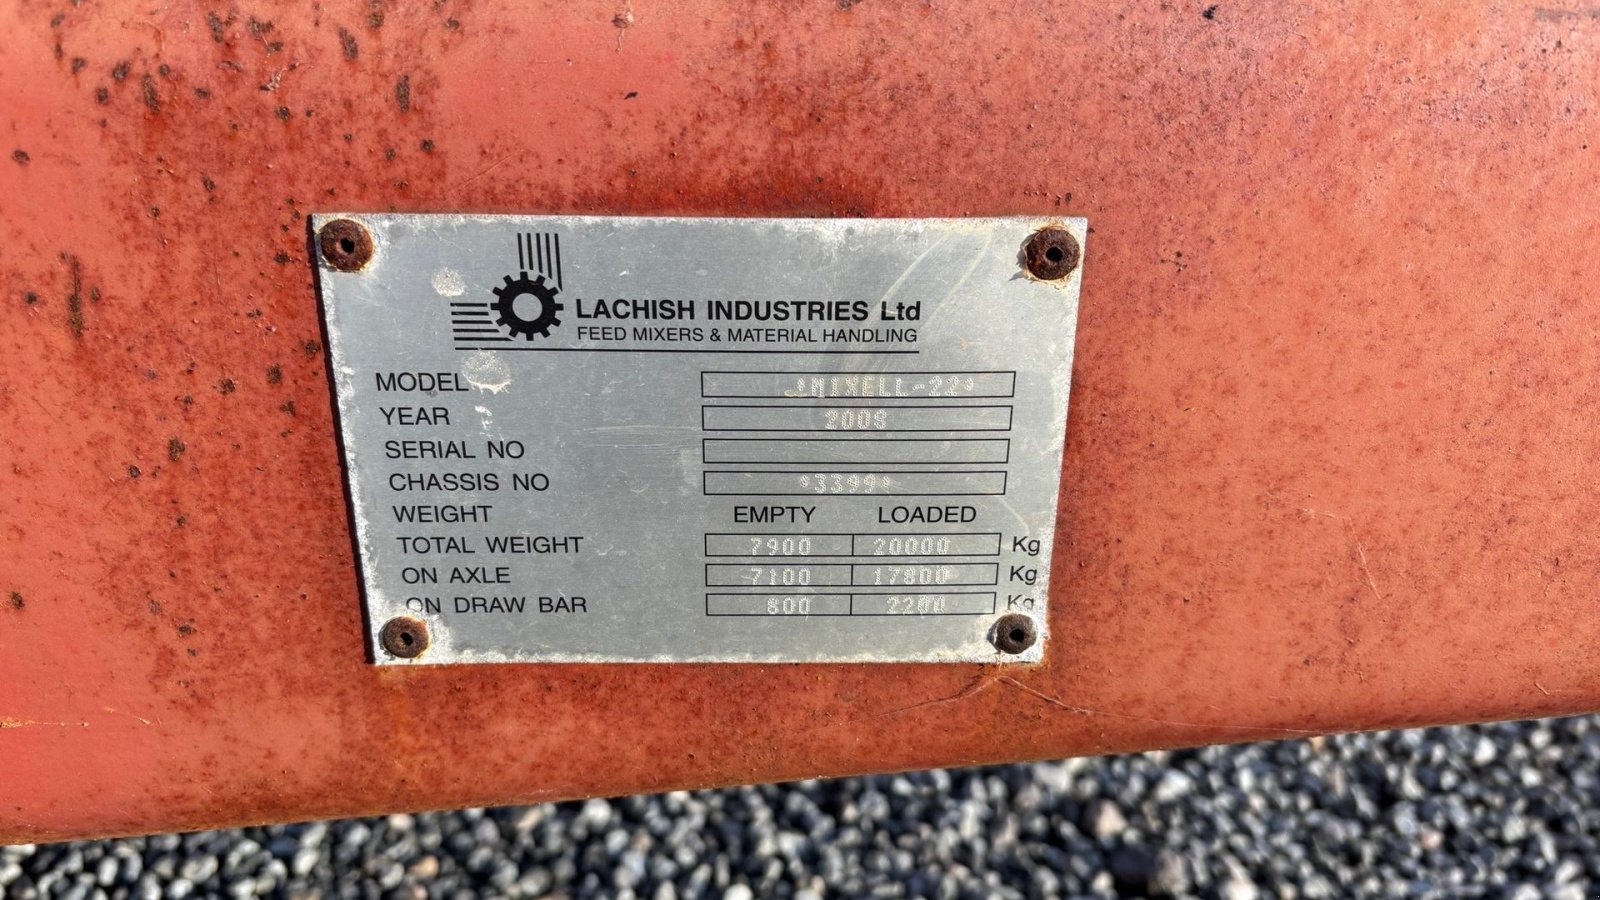 LACHISH INDUSTRIES Ltd
FEED MIXERS & MATERIAL HANDLING
MODEL *MIXELL-22*
YEAR 2008
SERIAL NO
CHASSIS NO *3399*
WEIGHT EMPTY LOADED
TOTAL WEIGHT 7900 20000 Kg
ON AXLE 7100 17800 Kg
ON DRAW BAR 800 2200 Kg